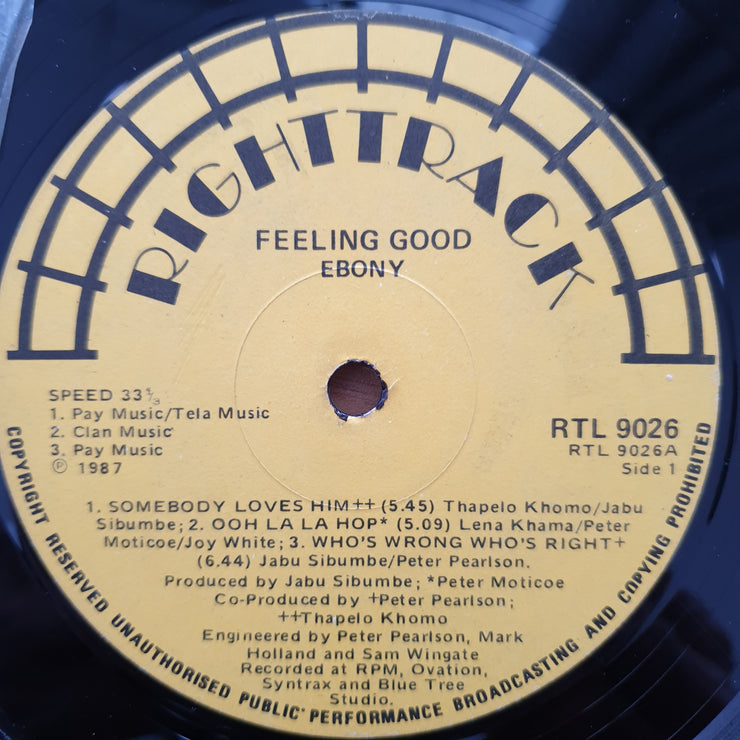 RIGHTTRACK
FEELING GOOD
EBONY
SPEED 33⅓
1. Pay Music/Tela Music
2. Clan Music
3. Pay Music
Ⓟ 1987
RTL 9026
RTL 9026A
Side 1
1. SOMEBODY LOVES HIM++ (5.45) Thapelo Khomo/Jabu
Sibumbe; 2. OOH LA LA HOP* (5.09) Lena Khama/Peter
Moticoe/Joy White; 3. WHO'S WRONG WHO'S RIGHT+
(6.44) Jabu Sibumbe/Peter Pearlson.
Produced by Jabu Sibumbe; *Peter Moticoe
Co-Produced by +Peter Pearlson;
++Thapelo Khomo
Engineered by Peter Pearlson, Mark
Holland and Sam Wingate
Recorded at RPM, Ovation,
Syntrax and Blue Tree
Studio.
COPYRIGHT RESERVED UNAUTHORISED PUBLIC PERFORMANCE BROADCASTING AND COPYING PROHIBITED